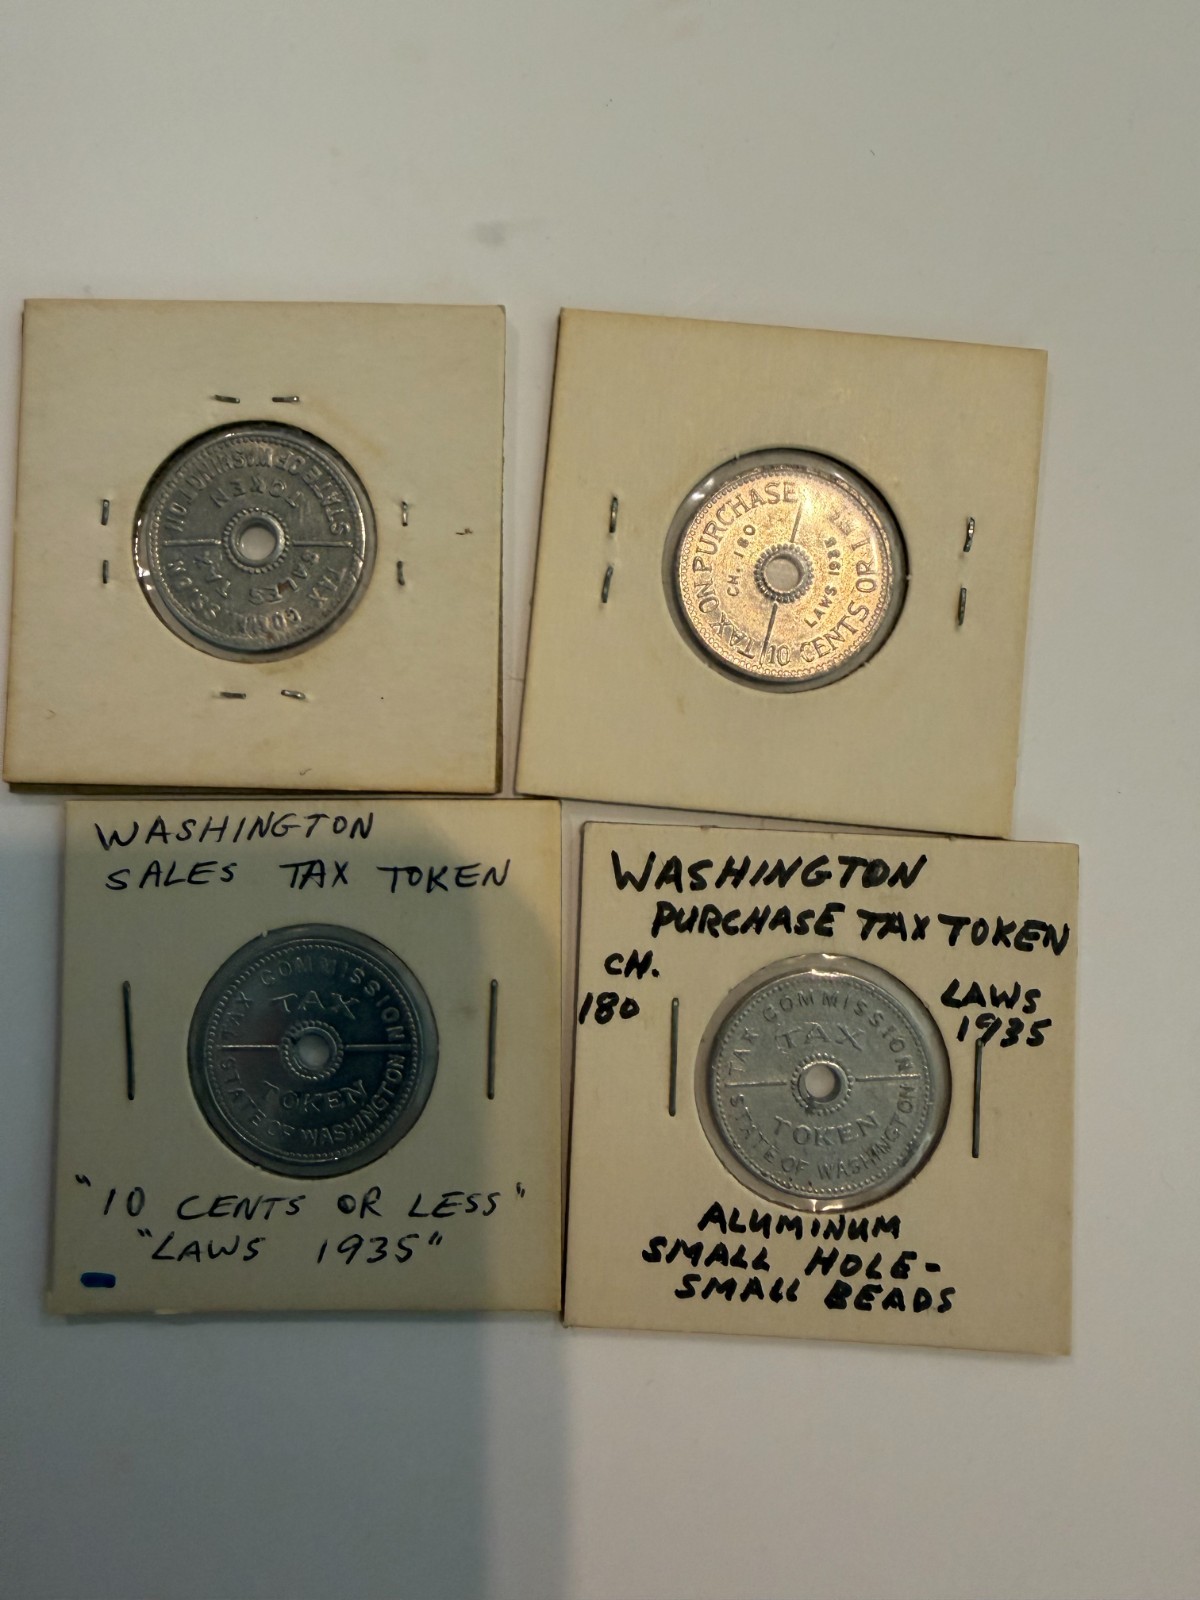 STATE OF WASHINGTON
TOKEN
SALES TAX
TAX COMMISSION
TAX ON PURCHASE
CH. 180
LAWS 1935
10 CENTS OR
WASHINGTON
SALES TAX TOKEN
TAX COMMISSION
TAX
TOKEN
STATE OF WASHINGTON
"10 CENTS OR LESS"
"LAWS 1935"
WASHINGTON
PURCHASE TAX TOKEN
CH.
180
LAWS
1935
TAX COMMISSION
TAX
TOKEN
STATE OF WASHINGTON
ALUMINUM
SMALL HOLE-
SMALL BEADS